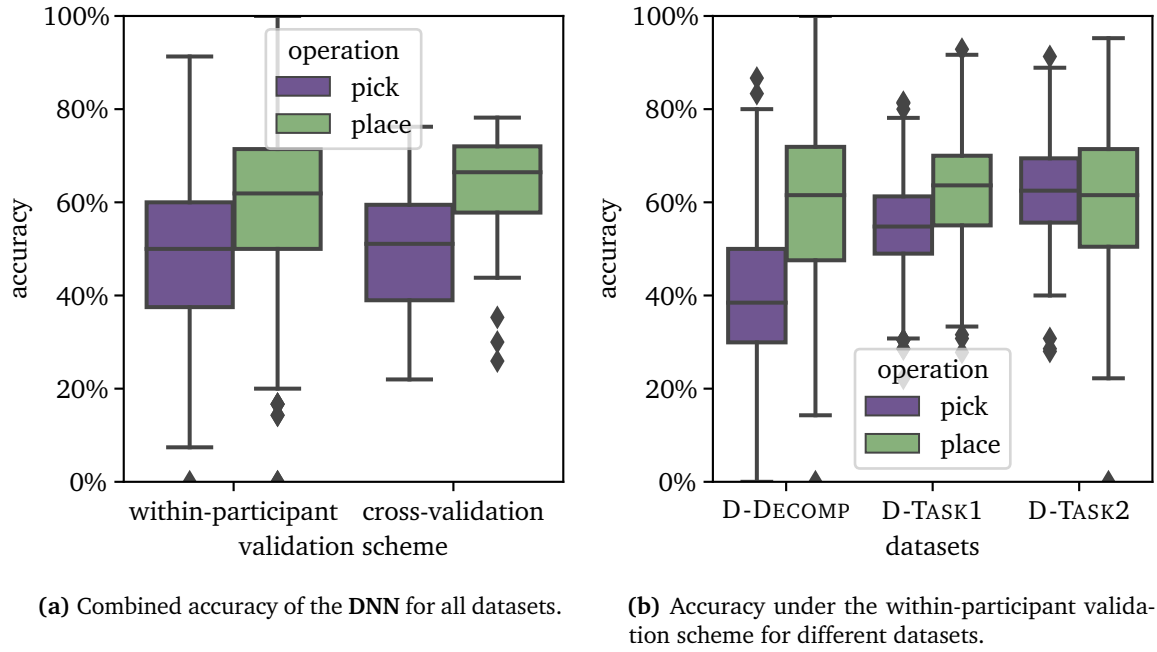 100%
80%
60%
40%
20%
0%
accuracy
operation
pick
place
within-participant cross-validation
validation scheme
(a) Combined accuracy of the DNN for all datasets.
100%
80%
60%
40%
20%
0%
accuracy
operation
pick
place
D-DECOMP D-TASK1 D-TASK2
datasets
(b) Accuracy under the within-participant valida-
tion scheme for different datasets.